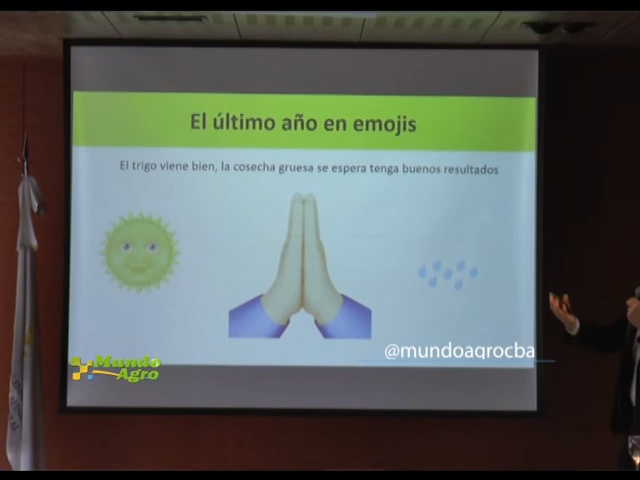 El último año en emojis
El trigo viene bien, la cosecha gruesa se espera tenga buenos resultados
@mundoagrocba
Mundo
Agro